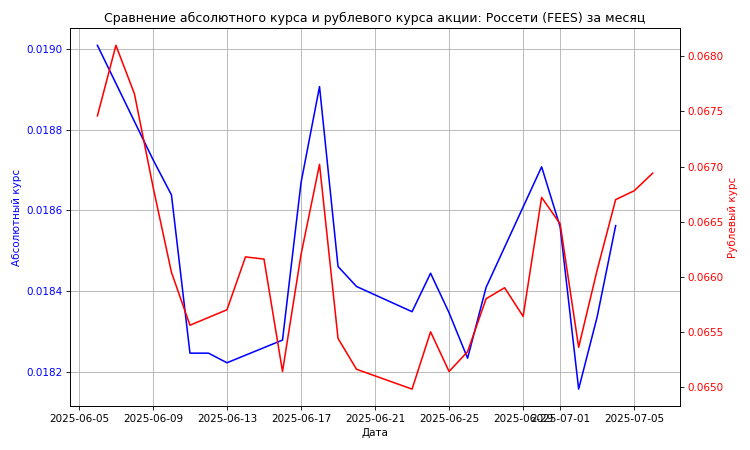 Сравнение абсолютного курса и рублевого курса акции: Россети (FEES) за месяц
0.0190
0.0188
0.0186
0.0184
0.0182
Абсолютный курс
0.0680
0.0675
0.0670
0.0665
0.0660
0.0655
0.0650
Рублевый курс
2025-06-05 2025-06-09 2025-06-13 2025-06-17 2025-06-21 2025-06-25 2025-06-29 2025-07-01 2025-07-05
Дата